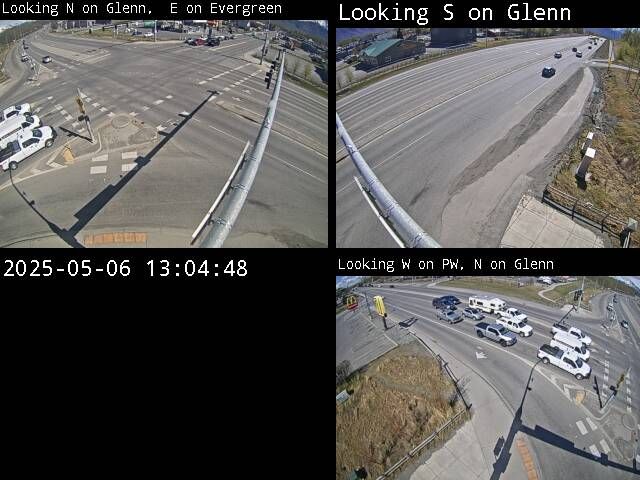 Looking N on Glenn,  E on Evergreen
Looking S on Glenn
2025-05-06 13:04:48
Looking W on PW, N on Glenn